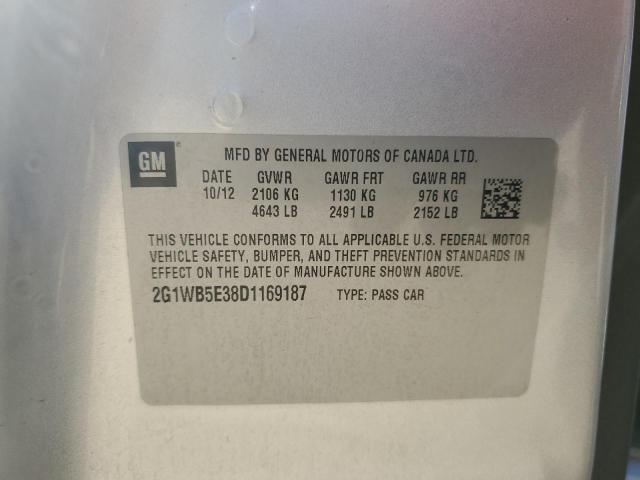 GM
MFD BY GENERAL MOTORS OF CANADA LTD.
DATE GVWR GAWR FRT GAWR RR
10/12 2106 KG 1130 KG 976 KG
4643 LB 2491 LB 2152 LB
THIS VEHICLE CONFORMS TO ALL APPLICABLE U.S. FEDERAL MOTOR
VEHICLE SAFETY, BUMPER, AND THEFT PREVENTION STANDARDS IN
EFFECT ON THE DATE OF MANUFACTURE SHOWN ABOVE.
2G1WB5E38D1169187 TYPE: PASS CAR